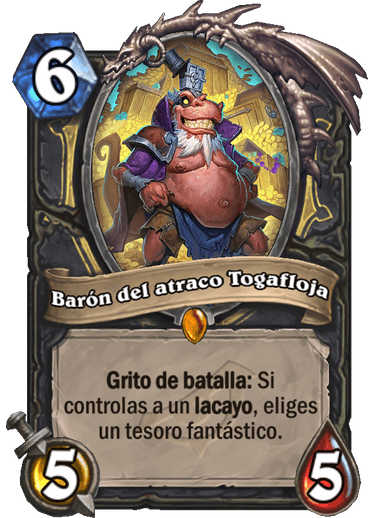 6
Barón del atraco Togafloja
Grito de batalla: Si
controlas a un lacayo, eliges
un tesoro fantástico.
5
5